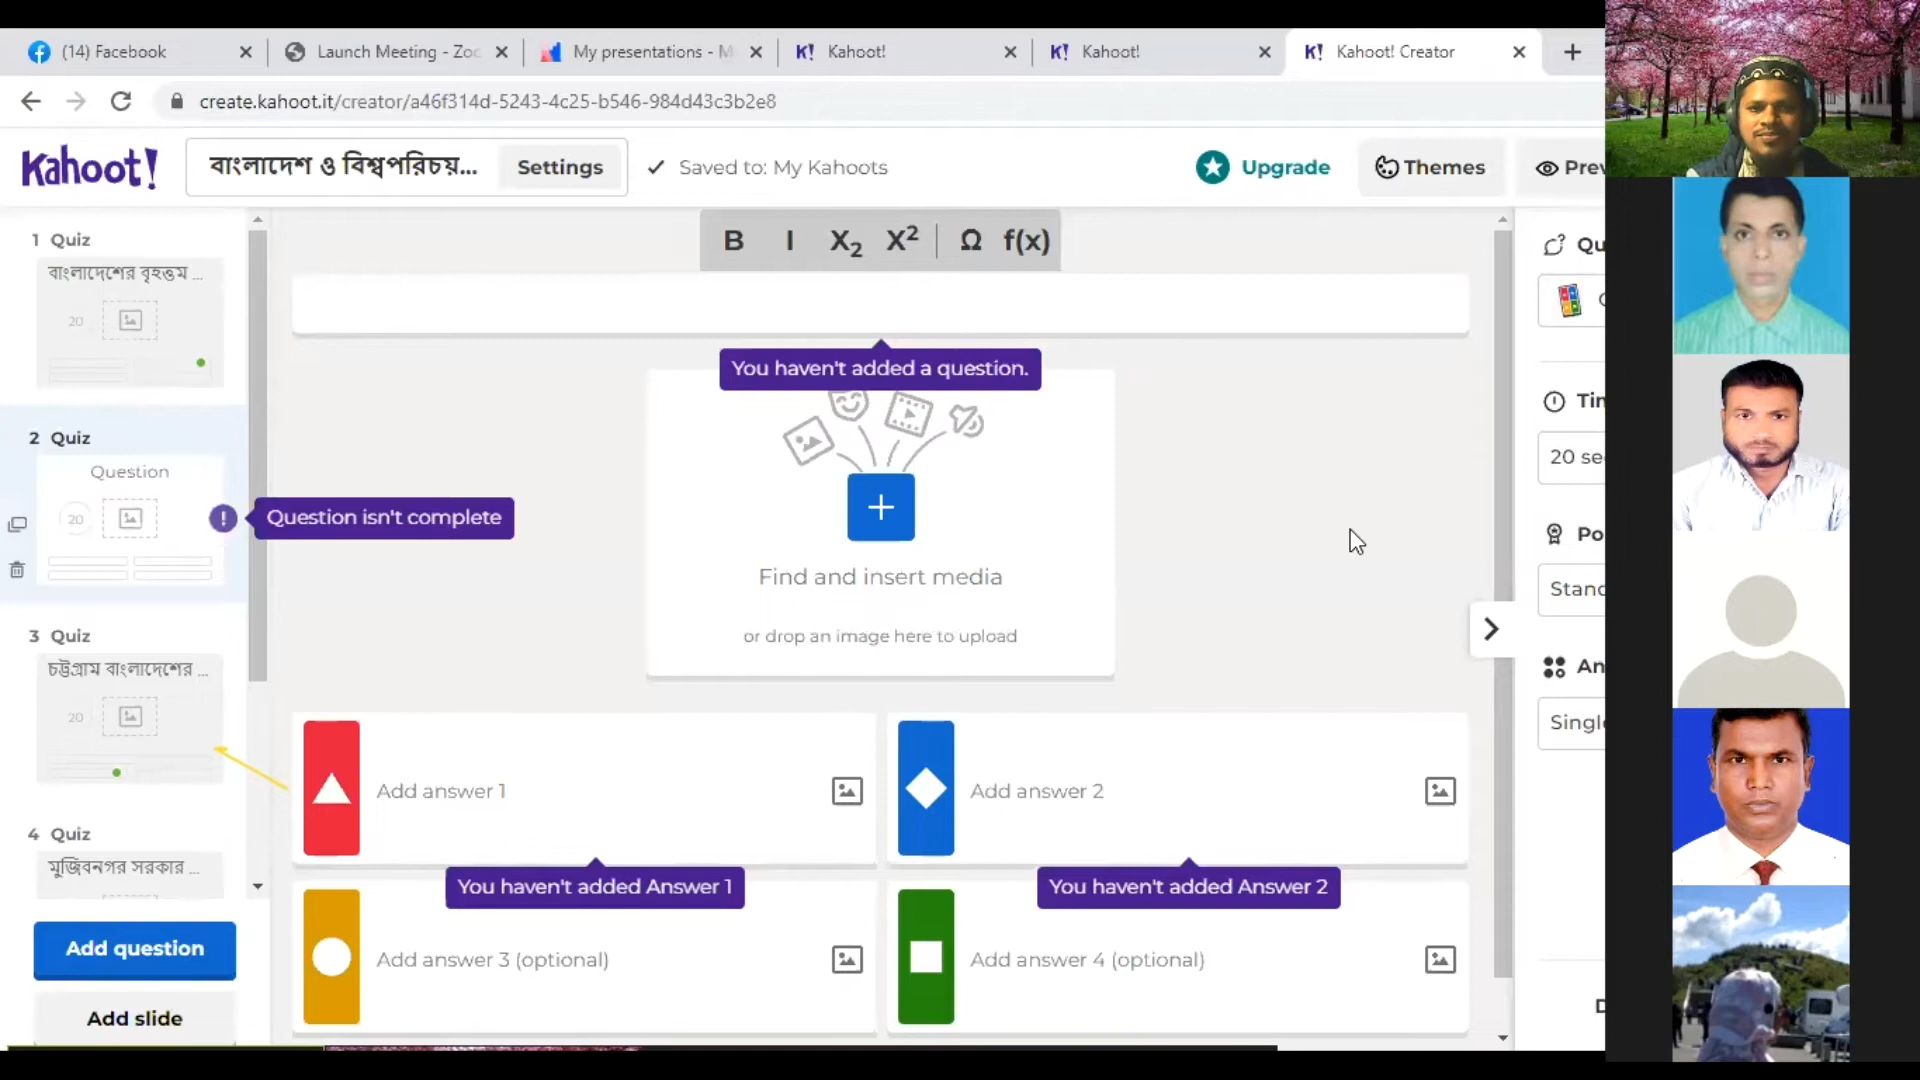 (14) Facebook
Launch Meeting - Zoo
My presentations - M
K! Kahoot!
K! Kahoot!
K! Kahoot! Creator
create.kahoot.it/creator/a46f314d-5243-4c25-b546-984d43c3b2e8
Kahoot!
বাংলাদেশ ও বিশ্বপরিচয়...
Settings
Saved to: My Kahoots
Upgrade
Themes
Prev
B I X2 X2 Ω f(x)
1 Quiz
বাংলাদেশের বৃহত্তম ...
20
2 Quiz
Question
20
Question isn't complete
3 Quiz
চট্টগ্রাম বাংলাদেশের ...
20
4 Quiz
মুজিবনগর সরকার ...
Add question
Add slide
You haven't added a question.
Find and insert media
or drop an image here to upload
Add answer 1
Add answer 2
You haven't added Answer 1
You haven't added Answer 2
Add answer 3 (optional)
Add answer 4 (optional)
Qu
Tin
20 se
Po
Stand
An
Single